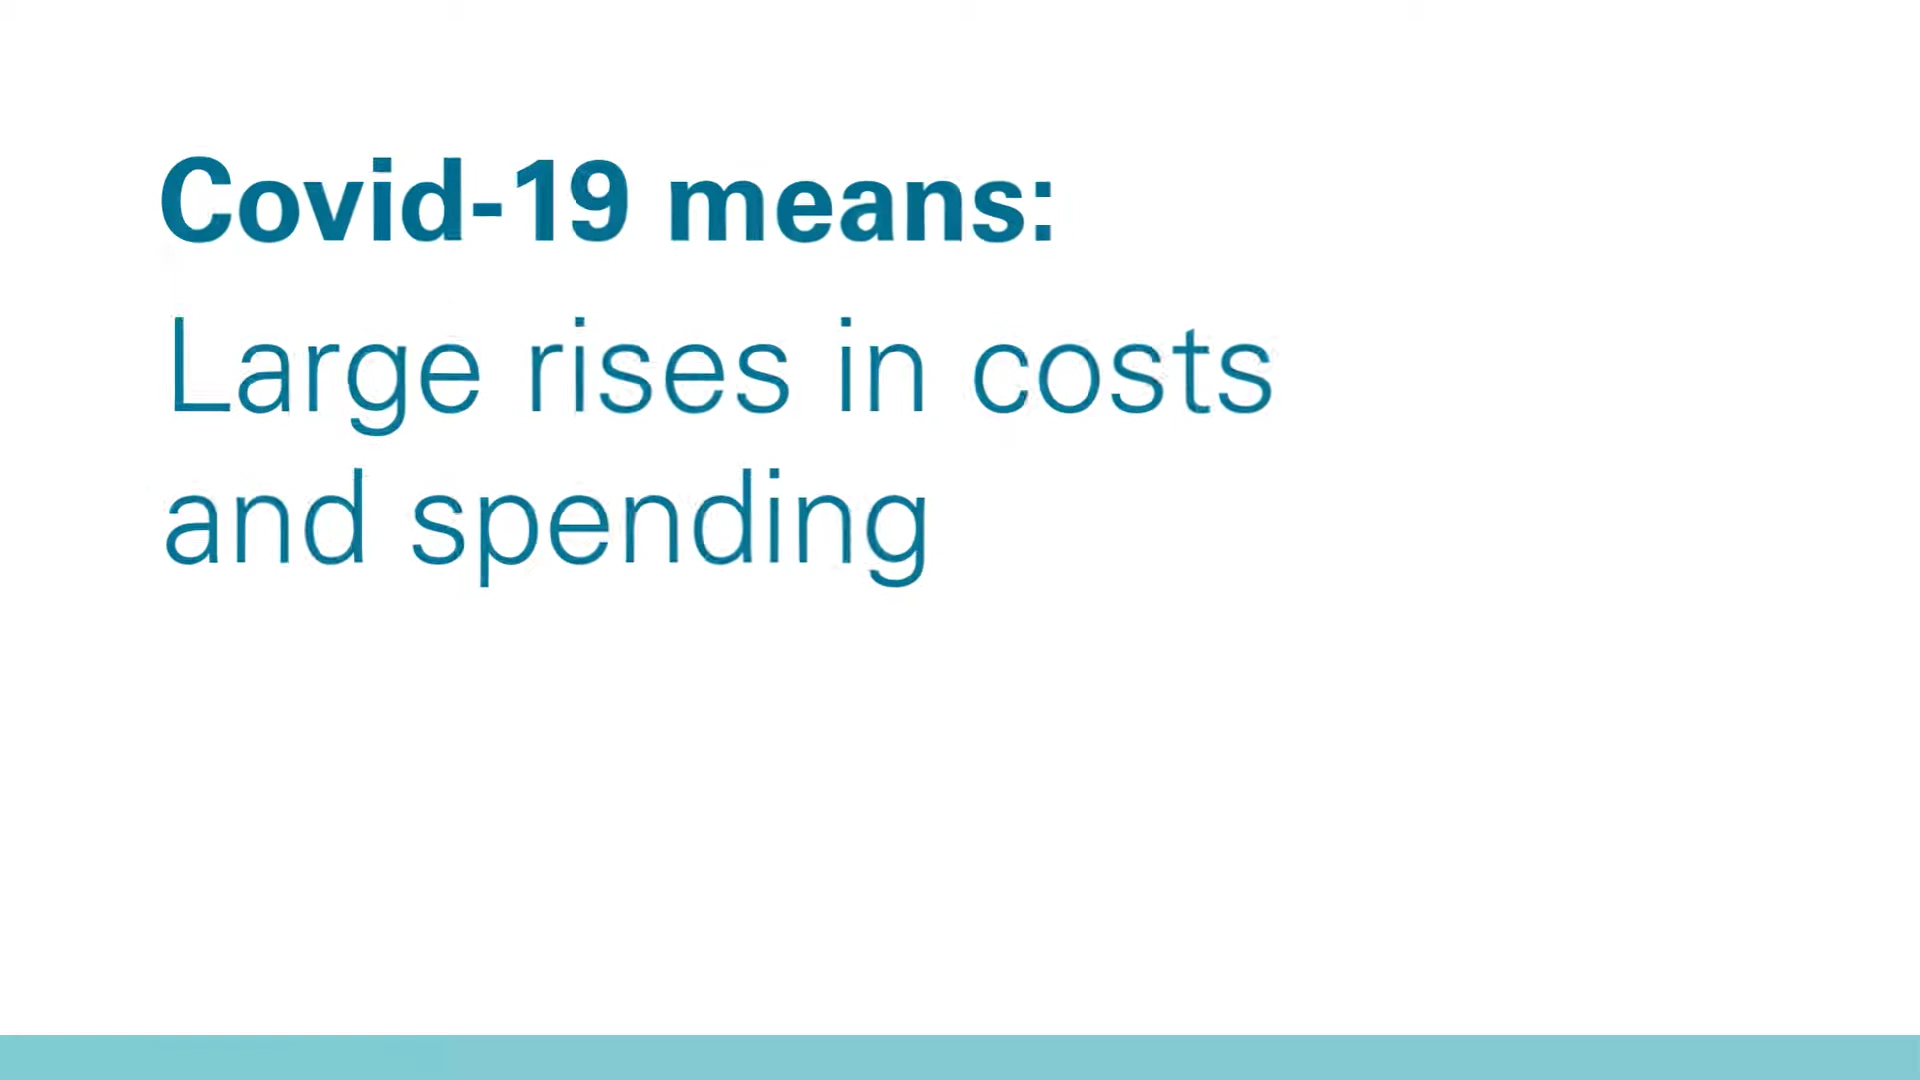 Covid-19 means:
Large rises in costs
and spending